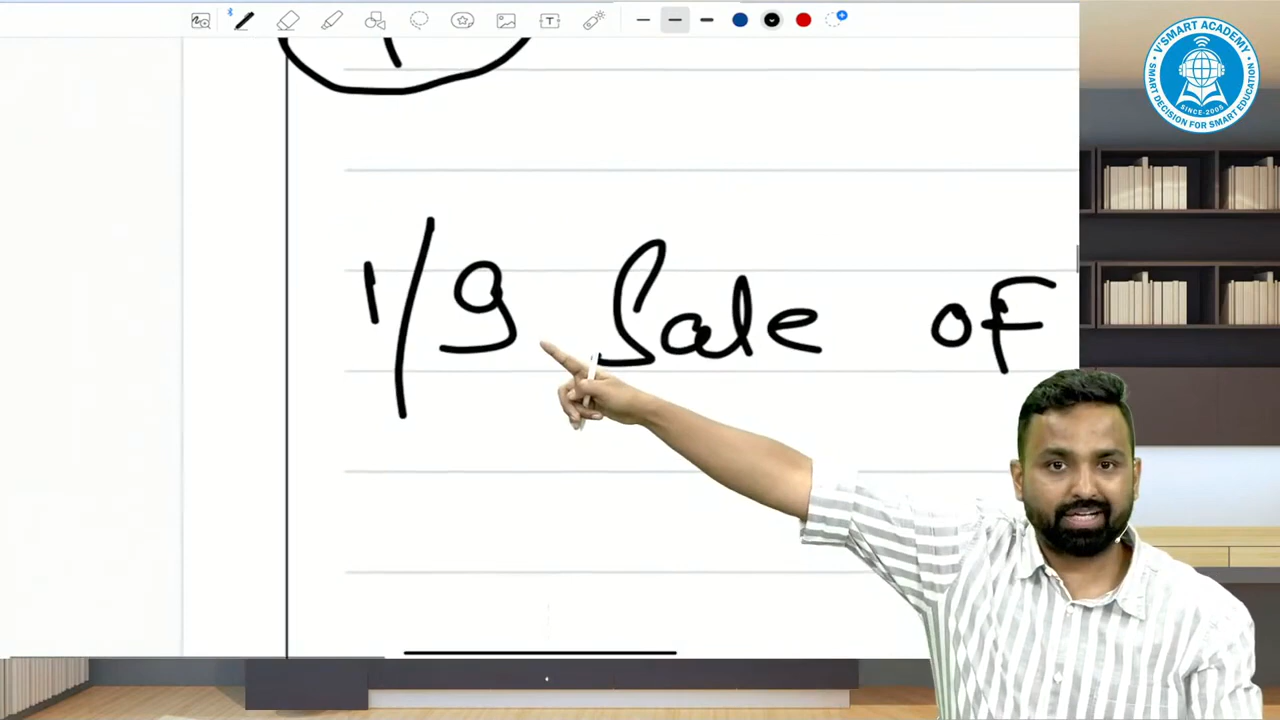 V'SMART ACADEMY
SINCE-2005
SMART DECISION FOR SMART EDUCATION
T
1/9 Sale of